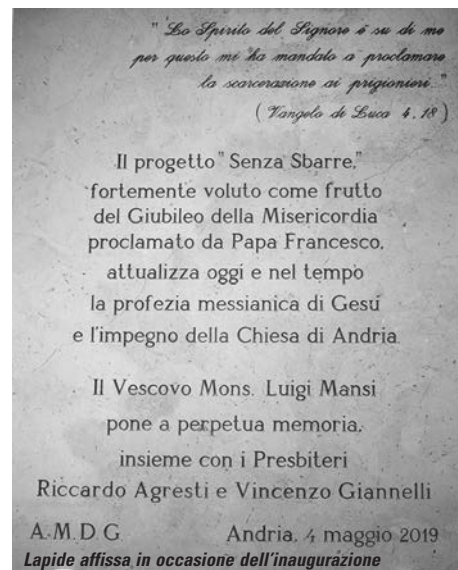 " Lo Spirito del Signore è su di me
per questo mi ha mandato a proclamare
la scarcerazione ai prigionieri."
( Vangelo di Luca 4,18 )
Il progetto "Senza Sbarre,"
fortemente voluto come frutto
del Giubileo della Misericordia
proclamato da Papa Francesco,
attualizza oggi e nel tempo
la profezia messianica di Gesù
e l'impegno della Chiesa di Andria.
Il Vescovo Mons. Luigi Mansi
pone a perpetua memoria,
insieme con i Presbiteri
Riccardo Agresti e Vincenzo Giannelli
A.M.D.G. Andria, 4 maggio 2019
Lapide affissa in occasione dell'inaugurazione